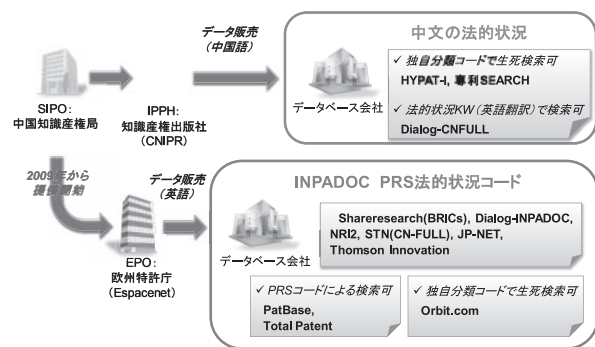 データ販売
(中国語)
中文の法的状況
✓ 独自分類コードで生死検索可
HYPAT-i, 專利SEARCH
データベース会社
✓ 法的状況KW(英語翻訳)で検索可
Dialog-CNFULL
SIPO:
中国知識産権局
IPPH:
知識産権出版社
(CNIPR)
2009年から
提供開始
データ販売
(英語)
EPO:
欧州特許庁
(Espacenet)
INPADOC PRS法的状況コード
データベース会社
Shareresearch(BRICs), Dialog-INPADOC,
NRI2, STN(CN-FULL), JP-NET,
Thomson Innovation
✓ PRSコードによる検索可
PatBase,
Total Patent
✓ 独自分類コードで生死検索可
Orbit.com